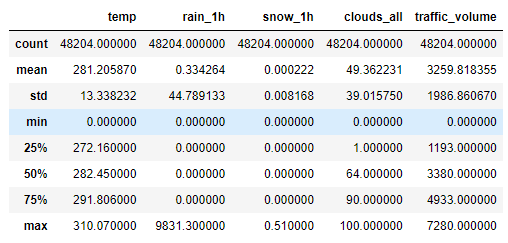 temp rain_1h snow_1h clouds_all traffic_volume
count 48204.000000 48204.000000 48204.000000 48204.000000 48204.000000
mean 281.205870 0.334264 0.000222 49.362231 3259.818355
std 13.338232 44.789133 0.008168 39.015750 1986.860670
min 0.000000 0.000000 0.000000 0.000000 0.000000
25% 272.160000 0.000000 0.000000 1.000000 1193.000000
50% 282.450000 0.000000 0.000000 64.000000 3380.000000
75% 291.806000 0.000000 0.000000 90.000000 4933.000000
max 310.070000 9831.300000 0.510000 100.000000 7280.000000